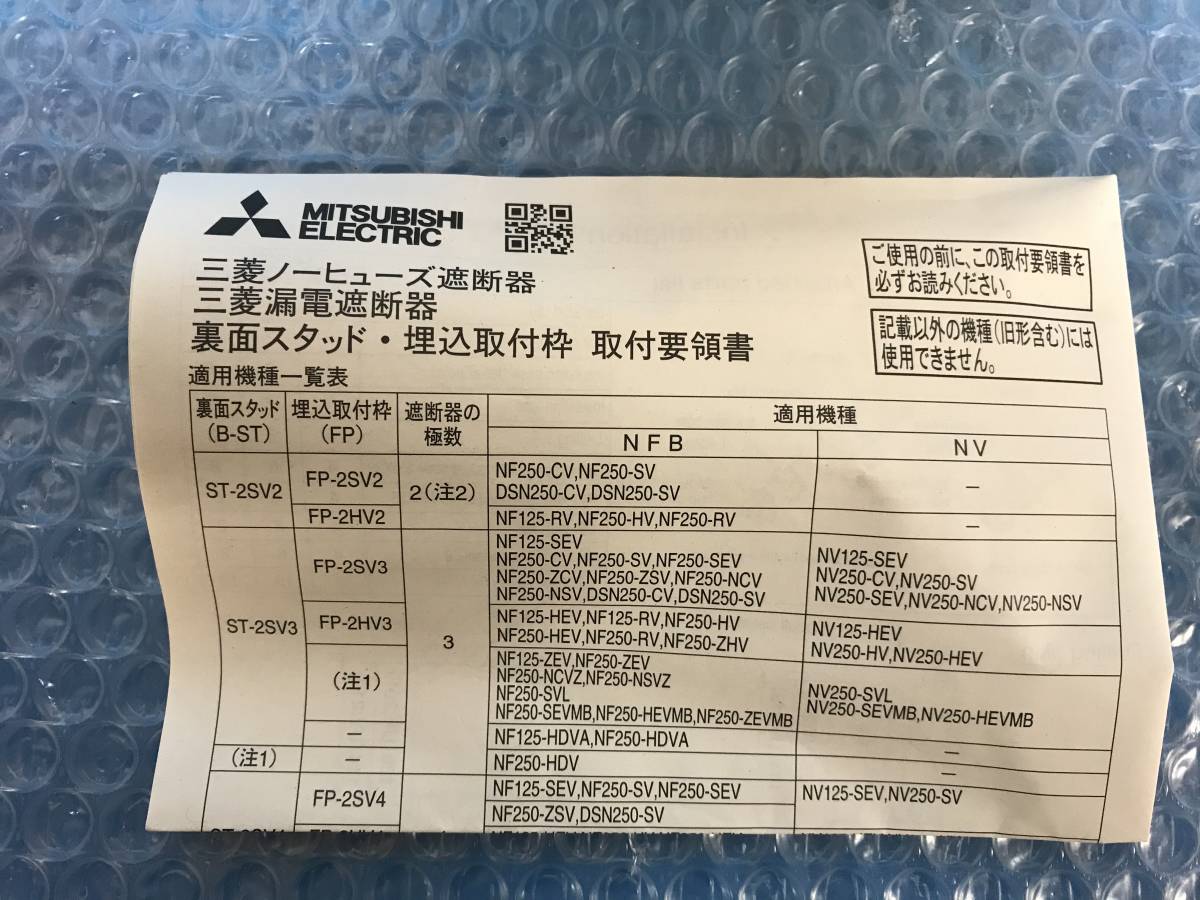 MITSUBISHI
ELECTRIC
三菱ノーヒューズ遮断器
三菱漏電遮断器
裏面スタッド・埋込取付枠 取付要領書
ご使用の前に、この取付要領書を
必ずお読みください。
記載以外の機種(旧形含む)には
使用できません。
適用機種一覧表
裏面スタッド
(B-ST)
埋込取付枠
(FP)
遮断器の
極数
適用機種
NFB
NV
ST-2SV2
FP-2SV2
2(注2)
NF250-CV,NF250-SV
DSN250-CV,DSN250-SV
－
FP-2HV2
NF125-RV,NF250-HV,NF250-RV
－
ST-2SV3
FP-2SV3
3
NF125-SEV
NF250-CV,NF250-SV,NF250-SEV
NF250-ZCV,NF250-ZSV,NF250-NCV
NF250-NSV,DSN250-CV,DSN250-SV
NV125-SEV
NV250-CV,NV250-SV
NV250-SEV,NV250-NCV,NV250-NSV
FP-2HV3
NF125-HEV,NF125-RV,NF250-HV
NF250-HEV,NF250-RV,NF250-ZHV
NV125-HEV
NV250-HV,NV250-HEV
(注1)
NF125-ZEV,NF250-ZEV
NF250-NCVZ,NF250-NSVZ
NF250-SVL
NF250-SEVMB,NF250-HEVMB,NF250-ZEVMB
NV250-SVL
NV250-SEVMB,NV250-HEVMB
－
NF125-HDVA,NF250-HDVA
－
(注1)
－
NF250-HDV
－
FP-2SV4
NF125-SEV,NF250-SV,NF250-SEV
NV125-SEV,NV250-SV
NF250-ZSV,DSN250-SV